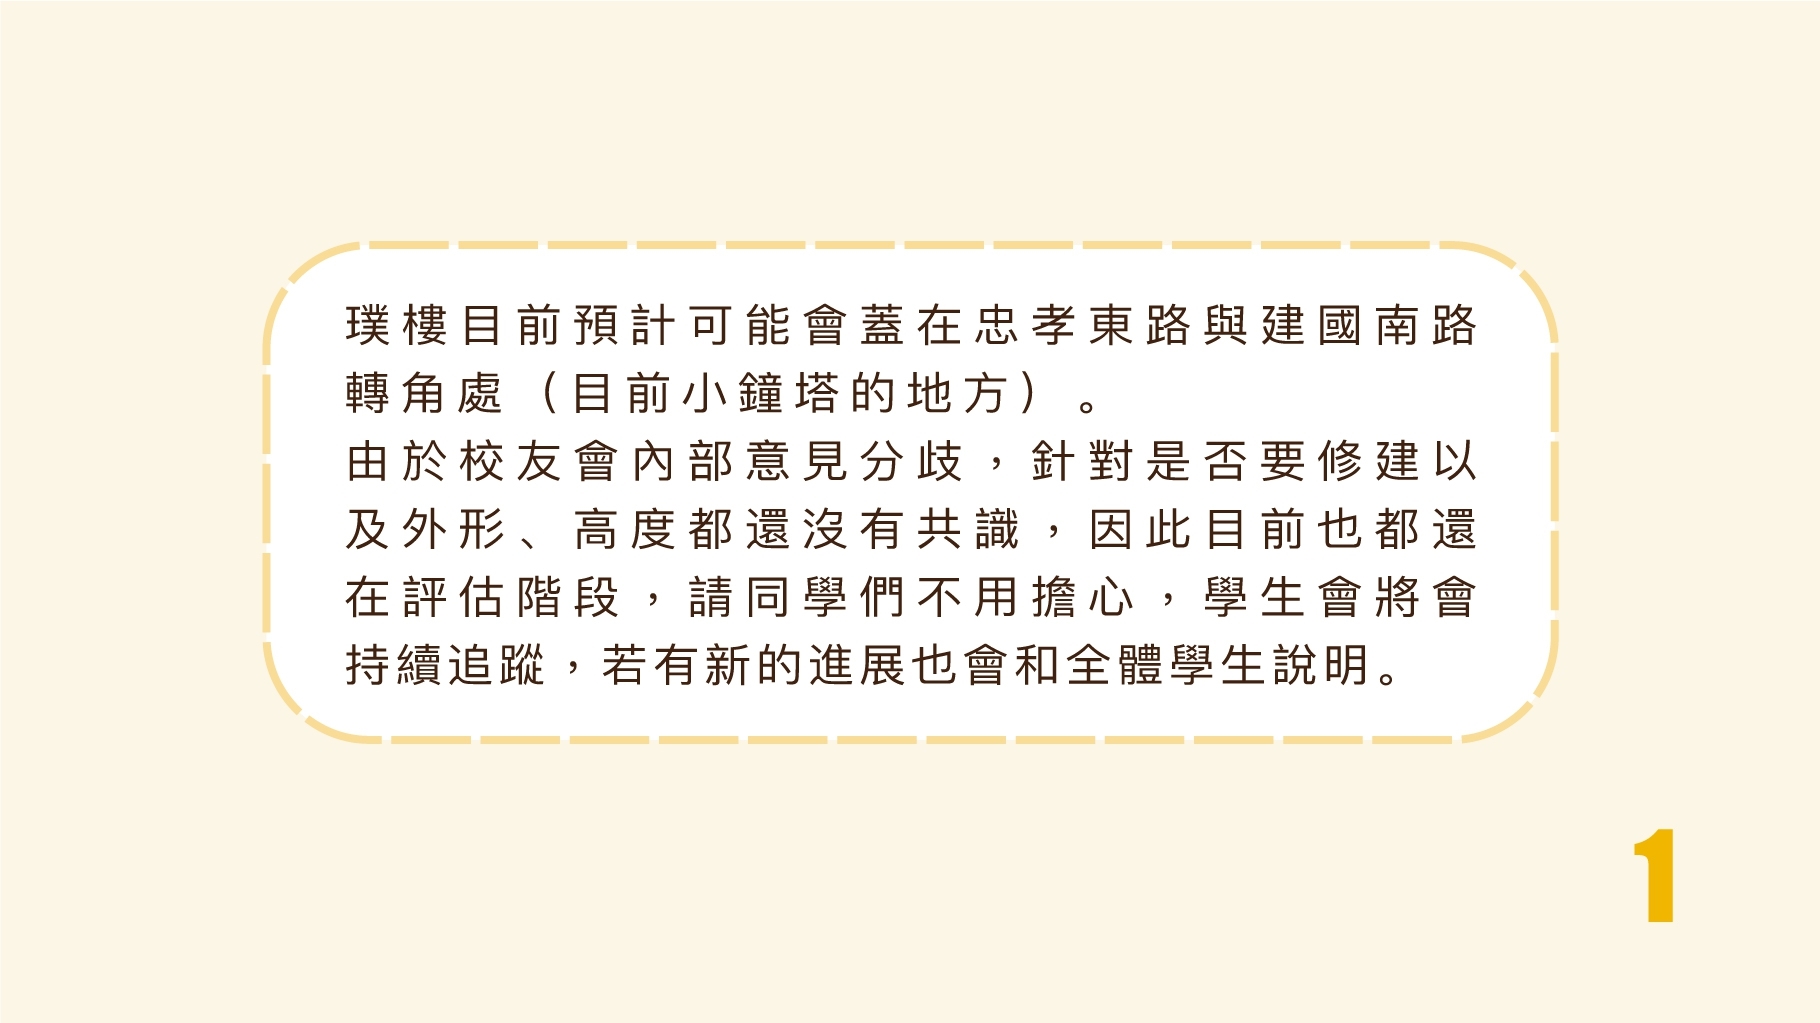 璞樓目前預計可能會蓋在忠孝東路與建國南路
轉角處（目前小鐘塔的地方）。
由於校友會內部意見分歧，針對是否要修建以
及外形、高度都還沒有共識，因此目前也都還
在評估階段，請同學們不用擔心，學生會將會
持續追蹤，若有新的進展也會和全體學生說明。
1